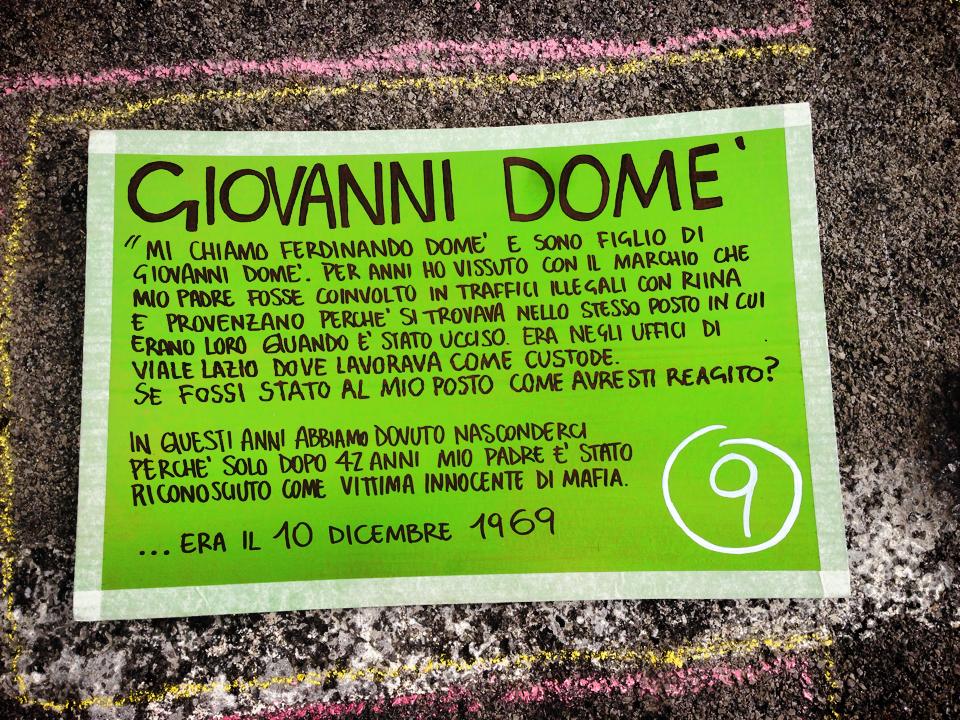 GIOVANNI DOME'
"MI CHIAMO FERDINANDO DOME' E SONO FIGLIO DI
GIOVANNI DOME'. PER ANNI HO VISSUTO CON IL MARCHIO CHE
MIO PADRE FOSSE COINVOLTO IN TRAFFICI ILLEGALI CON RIINA
E PROVENZANO PERCHE' SI TROVAVA NELLO STESSO POSTO IN CUI
ERANO LORO QUANDO E' STATO UCCISO. ERA NEGLI UFFICI DI
VIALE LAZIO DOVE LAVORAVA COME CUSTODE.
SE FOSSI STATO AL MIO POSTO COME AVRESTI REAGITO?
IN QUESTI ANNI ABBIAMO DOVUTO NASCONDERCI
PERCHE' SOLO DOPO 42 ANNI MIO PADRE E' STATO
RICONOSCIUTO COME VITTIMA INNOCENTE DI MAFIA.
... ERA IL 10 DICEMBRE 1969
9